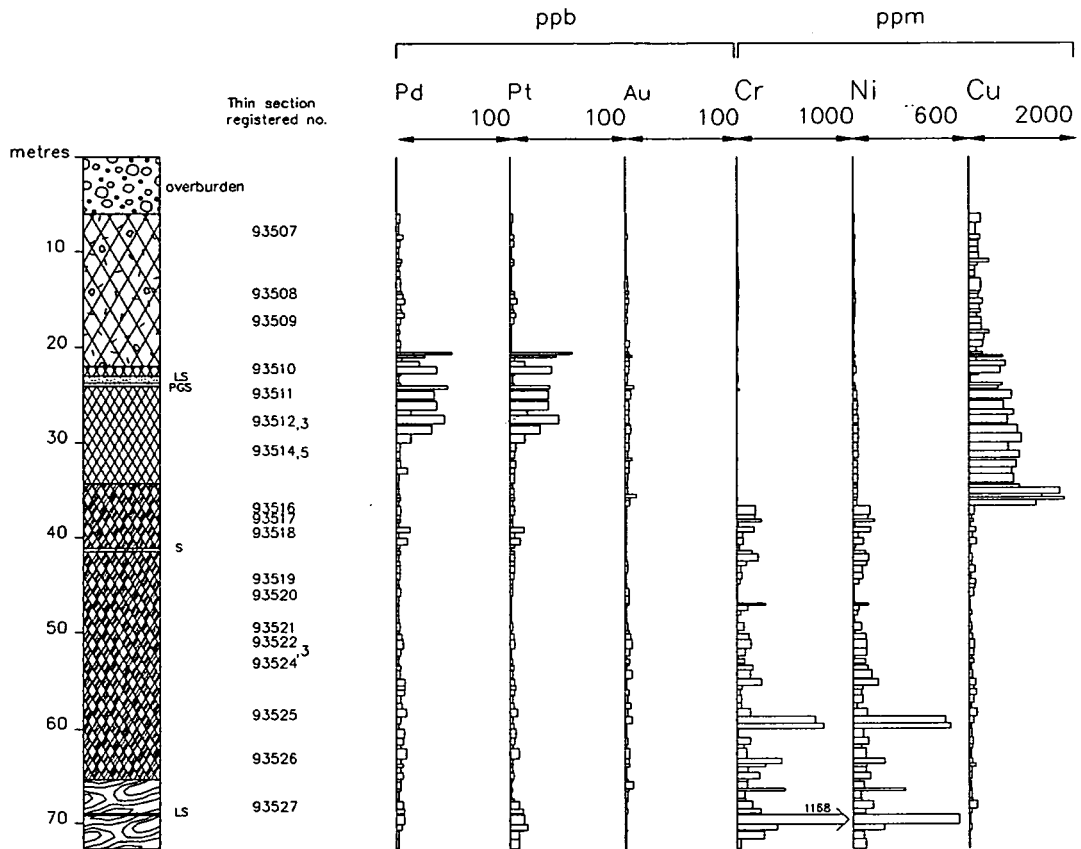 ppb ppm
Pd Pt Au Cr Ni Cu
Thin section
registered no.
100 100 100 1000 600 2000
metres
overburden
93507
10
93508
93509
20
93510
LS
PGS
93511
93512,3
30
93514,5
93516
93517
93518
40
S
93519
93520
93521
50
93522
,3
93524
93525
60
93526
93527
1168
LS
70